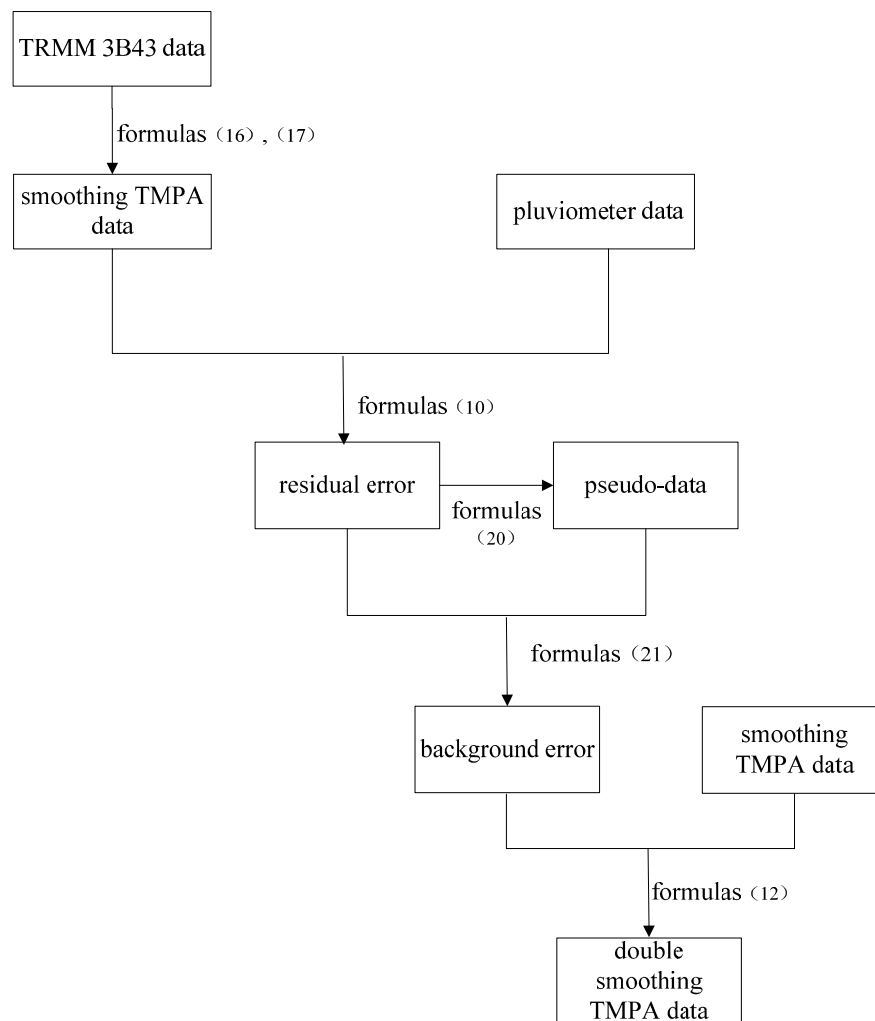 TRMM 3B43 data
formulas（16）,（17）
smoothing TMPA
data
pluviometer data
formulas（10）
residual error
pseudo-data
formulas
（20）
formulas（21）
background error
smoothing
TMPA data
formulas（12）
double
smoothing
TMPA data